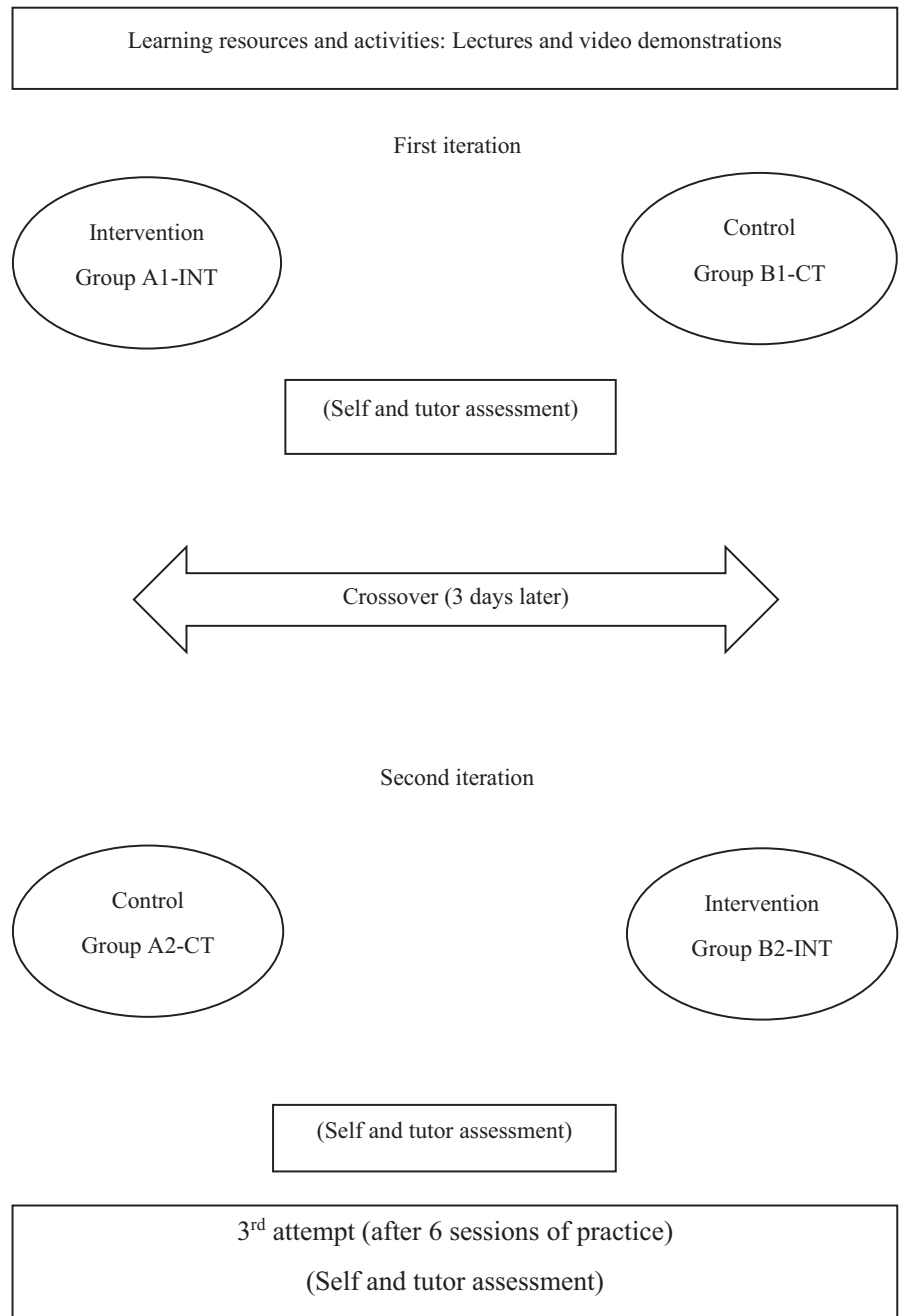 Learning resources and activities: Lectures and video demonstrations
First iteration
Intervention
Group A1-INT
Control
Group B1-CT
(Self and tutor assessment)
Crossover (3 days later)
Second iteration
Control
Group A2-CT
Intervention
Group B2-INT
(Self and tutor assessment)
3rd attempt (after 6 sessions of practice)
(Self and tutor assessment)